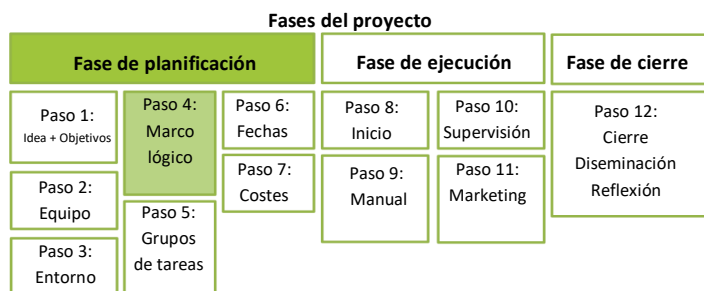 Fases del proyecto
Fase de planificación
Fase de ejecución
Fase de cierre
Paso 1:
Idea + Objetivos
Paso 2:
Equipo
Paso 3:
Entorno
Paso 4:
Marco
lógico
Paso 5:
Grupos
de tareas
Paso 6:
Fechas
Paso 7:
Costes
Paso 8:
Inicio
Paso 9:
Manual
Paso 10:
Supervisión
Paso 11:
Marketing
Paso 12:
Cierre
Diseminación
Reflexión